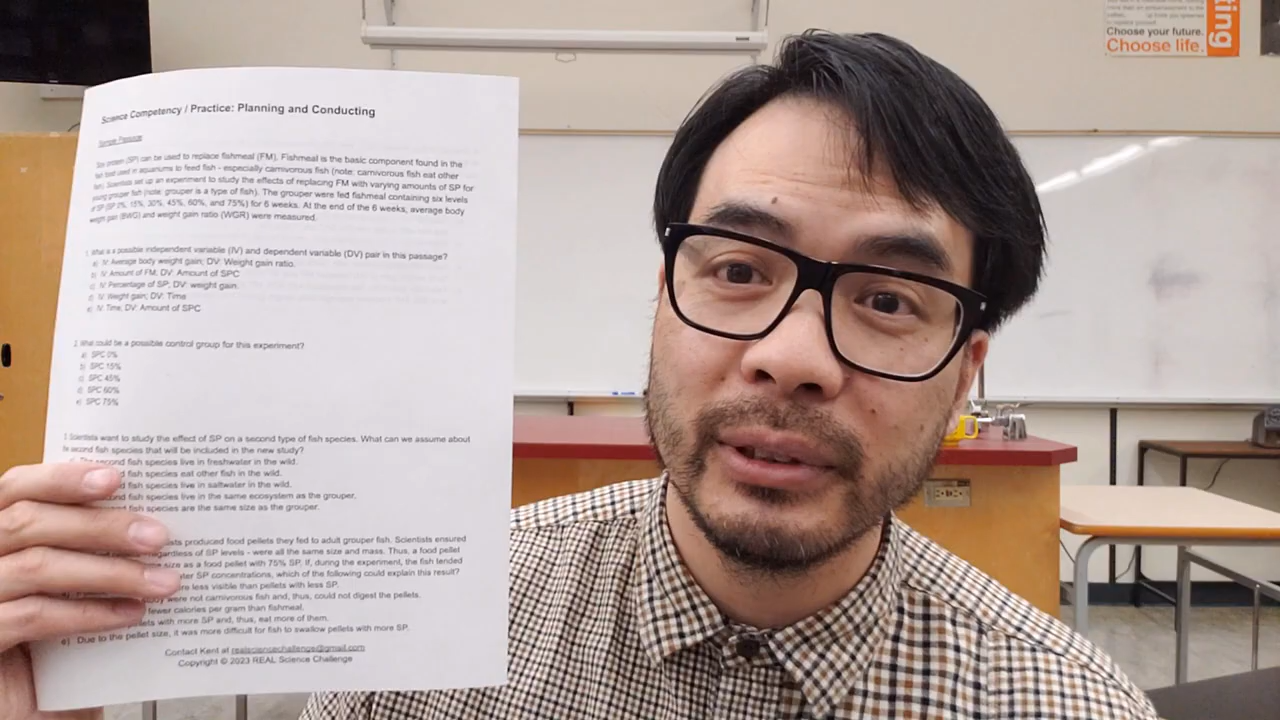 Science Competency / Practice: Planning and Conducting
Sample Passage
Soy protein (SP) can be used to replace fishmeal (FM). Fishmeal is the basic component found in the
fish food used in aquariums to feed fish - especially carnivorous fish (note: carnivorous fish eat other
fish). Scientists set up an experiment to study the effects of replacing FM with varying amounts of SP for
young grouper fish (note: grouper is a type of fish). The grouper were fed fishmeal containing six levels
of SP (SP 0%, 15%, 30%, 45%, 60%, and 75%) for 6 weeks. At the end of the 6 weeks, average body
weight gain (BWG) and weight gain ratio (WGR) were measured.
1. What is a possible independent variable (IV) and dependent variable (DV) pair in this passage?
a) IV: Average body weight gain; DV: Weight gain ratio.
b) IV: Amount of FM; DV: Amount of SPC
c) IV: Percentage of SP; DV: weight gain.
d) IV: Weight gain; DV: Time
e) IV: Time; DV: Amount of SPC
2. What could be a possible control group for this experiment?
a) SPC 0%
b) SPC 15%
c) SPC 45%
d) SPC 60%
e) SPC 75%
3. Scientists want to study the effect of SP on a second type of fish species. What can we assume about
the second fish species that will be included in the new study?
second fish species live in freshwater in the wild.
fish species eat other fish in the wild.
fish species live in saltwater in the wild.
fish species live in the same ecosystem as the grouper.
fish species are the same size as the grouper.
produced food pellets they fed to adult grouper fish. Scientists ensured
of SP levels - were all the same size and mass. Thus, a food pellet
size as a food pellet with 75% SP. If, during the experiment, the fish tended
SP concentrations, which of the following could explain this result?
less visible than pellets with less SP.
were not carnivorous fish and, thus, could not digest the pellets.
fewer calories per gram than fishmeal.
with more SP and, thus, eat more of them.
e) Due to the pellet size, it was more difficult for fish to swallow pellets with more SP.
Contact Kent at realsciencechallenge@gmail.com
Copyright © 2023 REAL Science Challenge
Choose your future.
Choose life.
ting